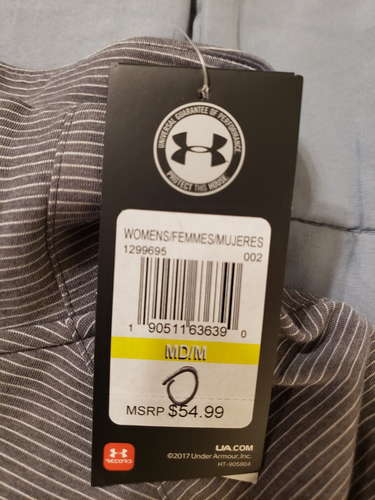 UNIVERSAL GUARANTEE OF PERFORMANCE
PROTECT THIS HOUSE.
WOMENS/FEMMES/MUJERES
1299695 002
1 90511 63639 0
MD/M
MSRP $54.99
UA.COM
©2017 Under Armour, Inc.
HT-905804
RECORD